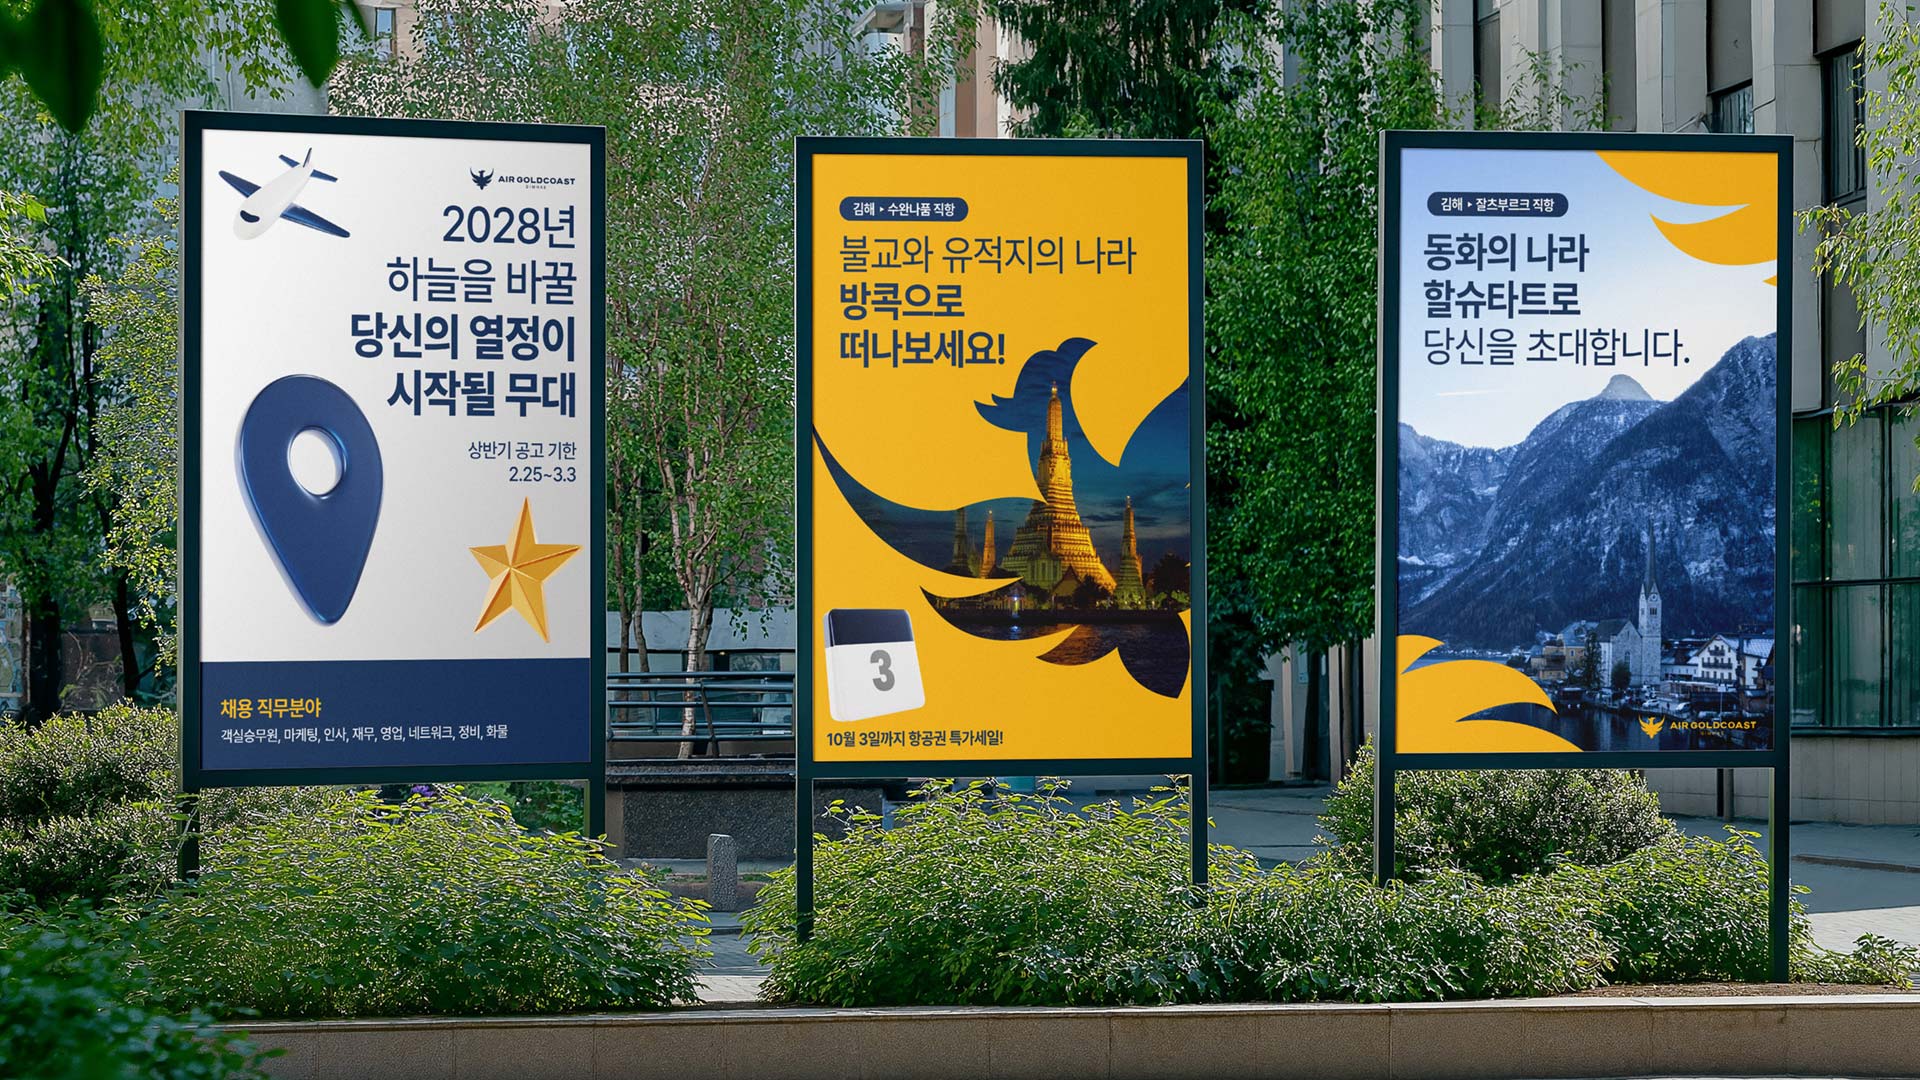 AIR GOLDCOAST
GIMHAE
2028년
하늘을 바꿀
당신의 열정이
시작될 무대
상반기 공고 기한
2.25~3.3
채용 직무분야
객실승무원, 마케팅, 인사, 재무, 영업, 네트워크, 정비, 화물
김해 ▸ 수완나품 직항
불교와 유적지의 나라
방콕으로
떠나보세요!
3
10월 3일까지 항공권 특가세일!
김해 ▸ 잘츠부르크 직항
동화의 나라
할슈타트로
당신을 초대합니다.
AIR GOLDCOAST
GIMHAE